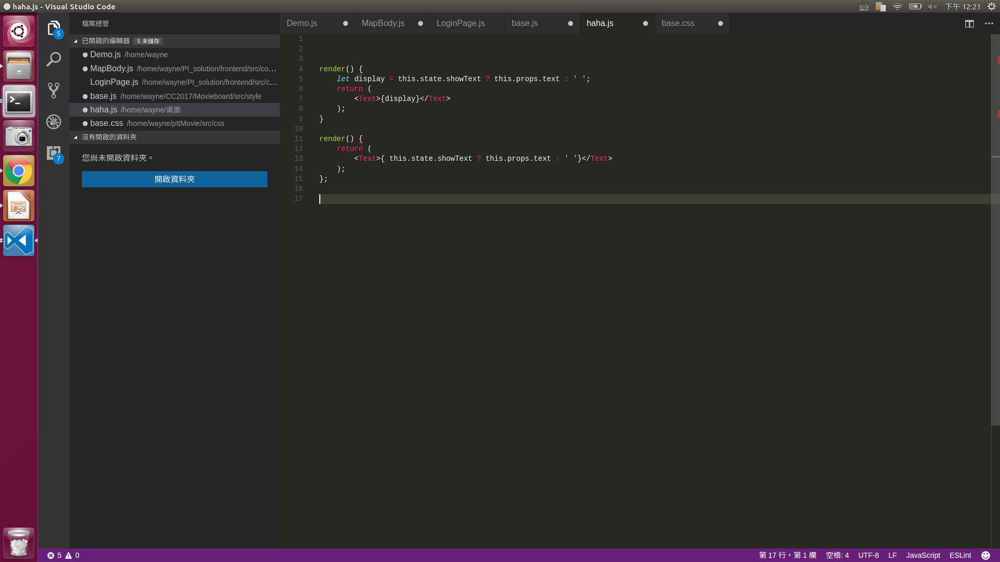 haha.js - Visual Studio Code
下午 12:21
檔案總管
已開啟的編輯器 5 未儲存
Demo.js /home/wayne
MapBody.js /home/wayne/PI_solution/frontend/src/co…
LoginPage.js /home/wayne/PI_solution/frontend/src/c…
base.js /home/wayne/CC2017/Movieboard/src/style
haha.js /home/wayne/桌面
base.css /home/wayne/pttMovie/src/css
沒有開啟的資料夾
您尚未開啟資料夾。
開啟資料夾
5
7
Demo.js MapBody.js LoginPage.js base.js haha.js base.css
1
2
3
4 render() {
5 let display = this.state.showText ? this.props.text : ' ';
6 return (
7 <Text>{display}</Text>
8 );
9 }
10
11 render() {
12 return (
13 <Text>{ this.state.showText ? this.props.text : ' '}</Text>
14 );
15 };
16
17
5 0
第 17 行，第 1 欄 空格: 4 UTF-8 LF JavaScript ESLint